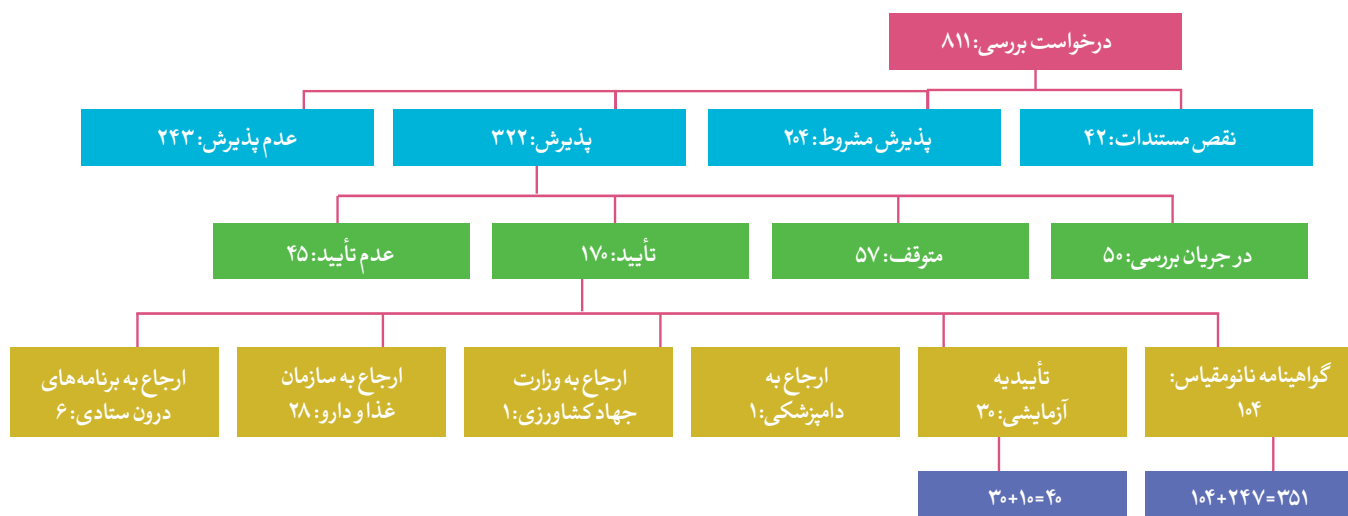 درخواست بررسی: ۸۱۱
نقص مستندات: ۴۲
پذیرش مشروط: ۲۰۴
پذیرش: ۳۲۲
عدم پذیرش: ۲۴۳
در جریان بررسی: ۵۰
متوقف: ۵۷
تأیید: ۱۷۰
عدم تأیید: ۴۵
گواهینامه نانومقیاس:
۱۰۴
تأییدیه
آزمایشی: ۳۰
ارجاع به
دامپزشکی: ۱
ارجاع به وزارت
جهاد کشاورزی: ۱
ارجاع به سازمان
غذا و دارو: ۲۸
ارجاع به برنامه‌های
درون ستادی: ۶
۱۰۴+۲۴۷=۳۵۱
۳۰+۱۰=۴۰